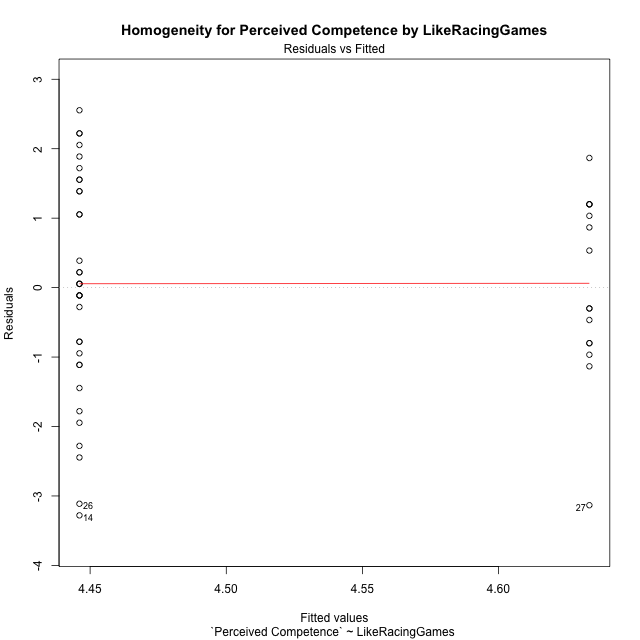 Homogeneity for Perceived Competence by LikeRacingGames
Residuals vs Fitted
3
2
1
0
-1
-2
-3
-4
Residuals
26
14
27
4.45 4.50 4.55 4.60
Fitted values
`Perceived Competence` ~ LikeRacingGames